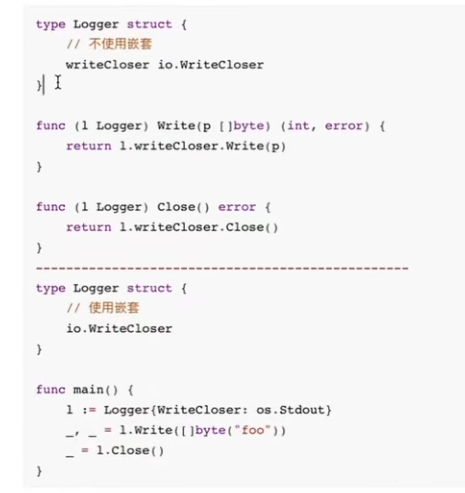 type Logger struct {
// 不使用嵌套
writeCloser io.WriteCloser
}
func (l Logger) Write(p []byte) (int, error) {
return l.writeCloser.Write(p)
}
func (l Logger) Close() error {
return l.writeCloser.Close()
}
-------------------------------------------------
type Logger struct {
// 使用嵌套
io.WriteCloser
}
func main() {
l := Logger{WriteCloser: os.Stdout}
_, _ = l.Write([]byte("foo"))
_ = l.Close()
}